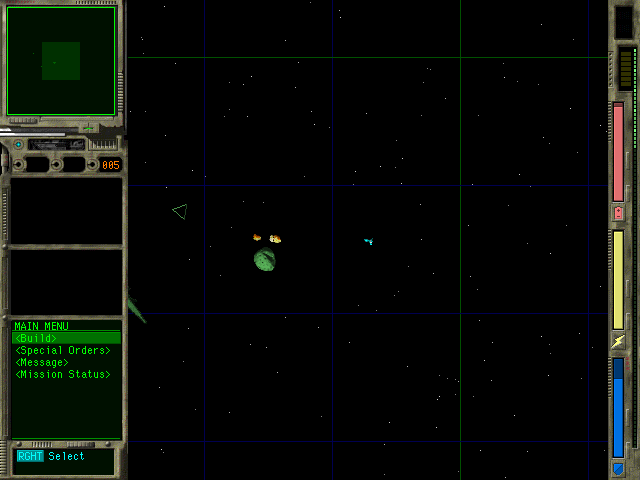 005
MAIN MENU
<Build>
<Special Orders>
<Message>
<Mission Status>
RGHT Select